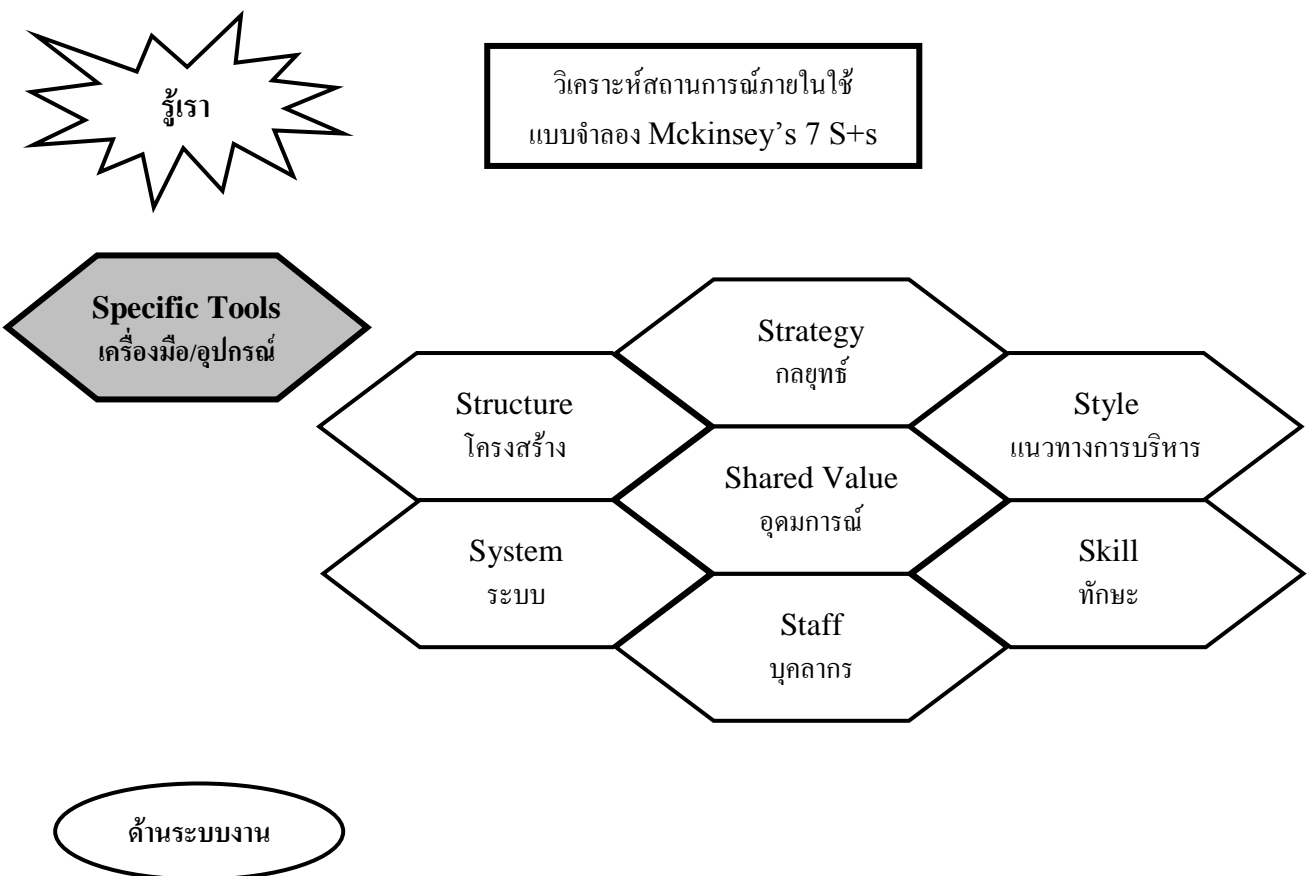 รู้เรา
วิเคราะห์สถานการณ์ภายในใช้
แบบจำลอง Mckinsey’s 7 S+s
Specific Tools
เครื่องมือ/อุปกรณ์
Strategy
กลยุทธ์
Structure
โครงสร้าง
Style
แนวทางการบริหาร
Shared Value
อุดมการณ์
System
ระบบ
Skill
ทักษะ
Staff
บุคลากร
ด้านระบบงาน